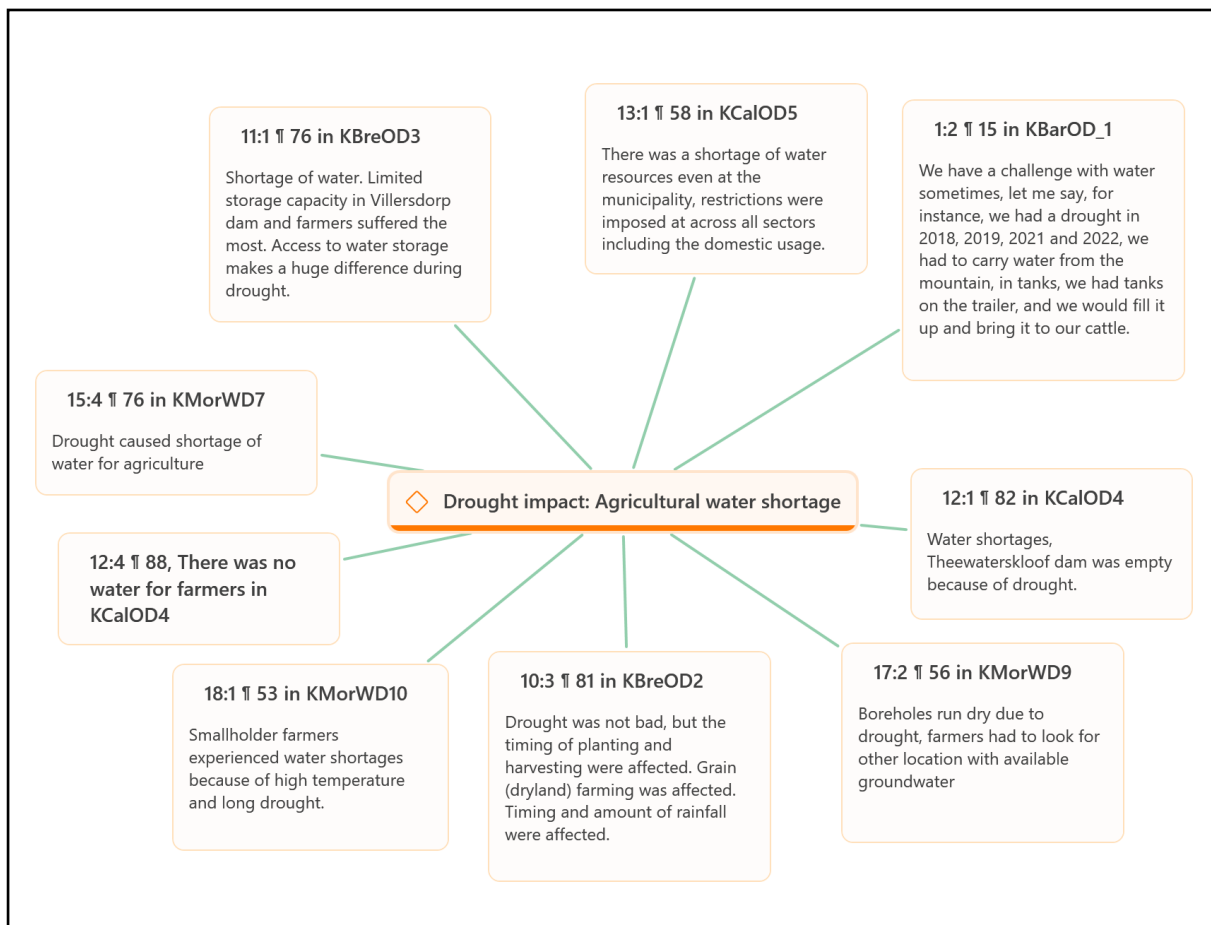 13:1 ¶ 58 in KCalOD5
There was a shortage of water
resources even at the
municipality, restrictions were
imposed at across all sectors
including the domestic usage.
11:1 ¶ 76 in KBreOD3
Shortage of water. Limited
storage capacity in Villersdorp
dam and farmers suffered the
most. Access to water storage
makes a huge difference during
drought.
1:2 ¶ 15 in KBarOD_1
We have a challenge with water
sometimes, let me say, for
instance, we had a drought in
2018, 2019, 2021 and 2022, we
had to carry water from the
mountain, in tanks, we had tanks
on the trailer, and we would fill it
up and bring it to our cattle.
15:4 ¶ 76 in KMorWD7
Drought caused shortage of
water for agriculture
Drought impact: Agricultural water shortage
12:1 ¶ 82 in KCalOD4
Water shortages,
Theewaterskloof dam was empty
because of drought.
12:4 ¶ 88, There was no
water for farmers in
KCalOD4
18:1 ¶ 53 in KMorWD10
Smallholder farmers
experienced water shortages
because of high temperature
and long drought.
10:3 ¶ 81 in KBreOD2
Drought was not bad, but the
timing of planting and
harvesting were affected. Grain
(dryland) farming was affected.
Timing and amount of rainfall
were affected.
17:2 ¶ 56 in KMorWD9
Boreholes run dry due to
drought, farmers had to look for
other location with available
groundwater